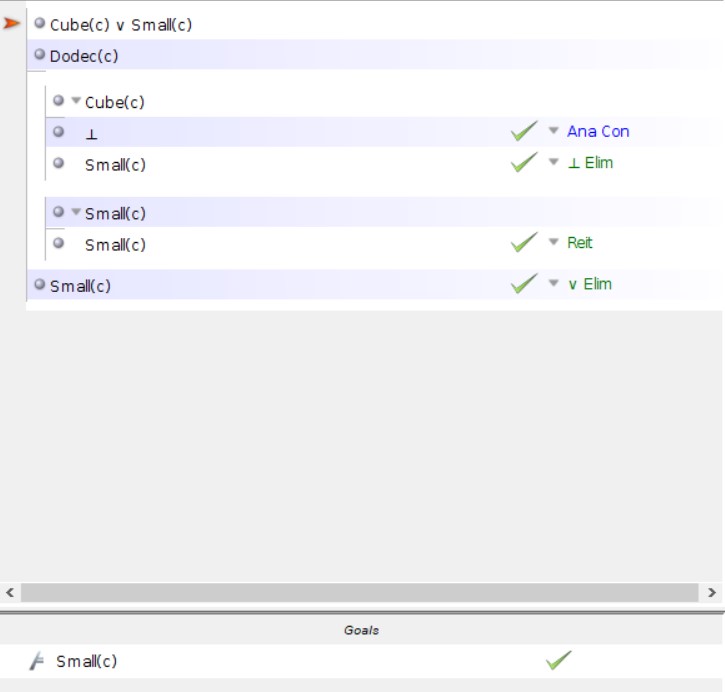 Cube(c) ∨ Small(c)
Dodec(c)
Cube(c)
⊥ Ana Con
Small(c) ⊥ Elim
Small(c)
Small(c) Reit
Small(c) ∨ Elim
Goals
Small(c)